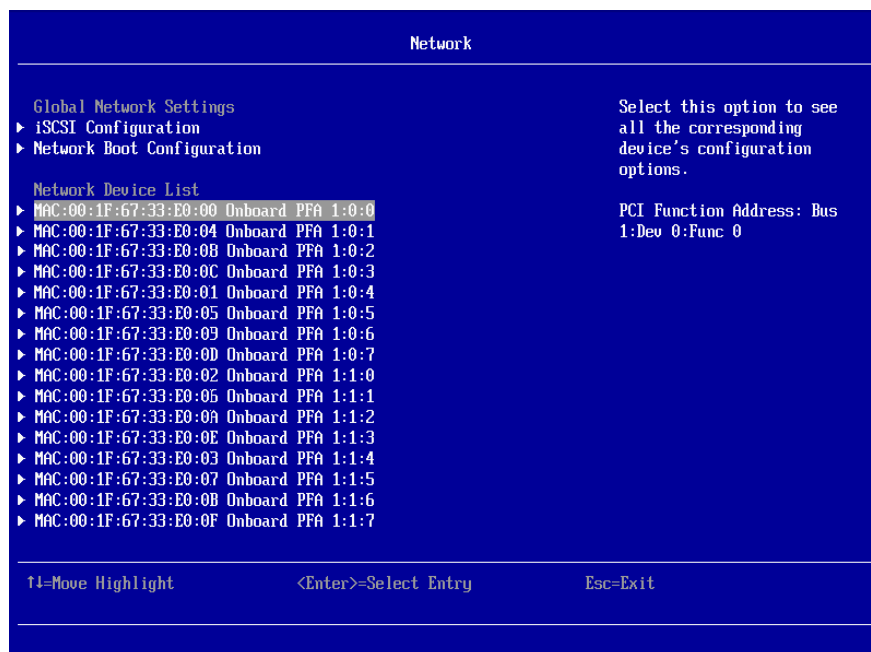 Network
Global Network Settings
iSCSI Configuration
Network Boot Configuration
Network Device List
MAC:00:1F:67:33:E0:00 Onboard PFA 1:0:0
MAC:00:1F:67:33:E0:04 Onboard PFA 1:0:1
MAC:00:1F:67:33:E0:08 Onboard PFA 1:0:2
MAC:00:1F:67:33:E0:0C Onboard PFA 1:0:3
MAC:00:1F:67:33:E0:01 Onboard PFA 1:0:4
MAC:00:1F:67:33:E0:05 Onboard PFA 1:0:5
MAC:00:1F:67:33:E0:09 Onboard PFA 1:0:6
MAC:00:1F:67:33:E0:0D Onboard PFA 1:0:7
MAC:00:1F:67:33:E0:02 Onboard PFA 1:1:0
MAC:00:1F:67:33:E0:06 Onboard PFA 1:1:1
MAC:00:1F:67:33:E0:0A Onboard PFA 1:1:2
MAC:00:1F:67:33:E0:0E Onboard PFA 1:1:3
MAC:00:1F:67:33:E0:03 Onboard PFA 1:1:4
MAC:00:1F:67:33:E0:07 Onboard PFA 1:1:5
MAC:00:1F:67:33:E0:0B Onboard PFA 1:1:6
MAC:00:1F:67:33:E0:0F Onboard PFA 1:1:7
Select this option to see
all the corresponding
device's configuration
options.
PCI Function Address: Bus
1:Dev 0:Func 0
↑↓=Move Highlight <Enter>=Select Entry Esc=Exit